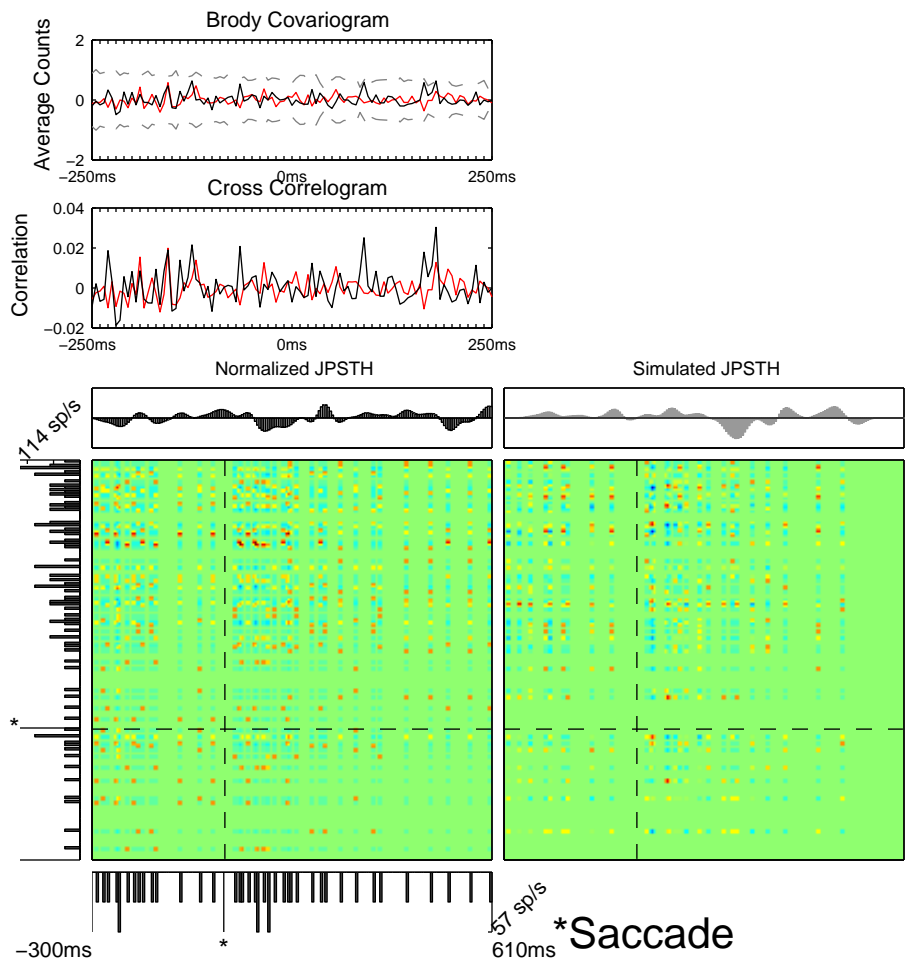 Brody Covariogram
2
0
−2
Average Counts
−250ms
0ms
250ms
Cross Correlogram
0.04
0.02
0
−0.02
Correlation
−250ms
0ms
250ms
Normalized JPSTH
Simulated JPSTH
114 sp/s
*
*
57 sp/s
−300ms
610ms
*Saccade